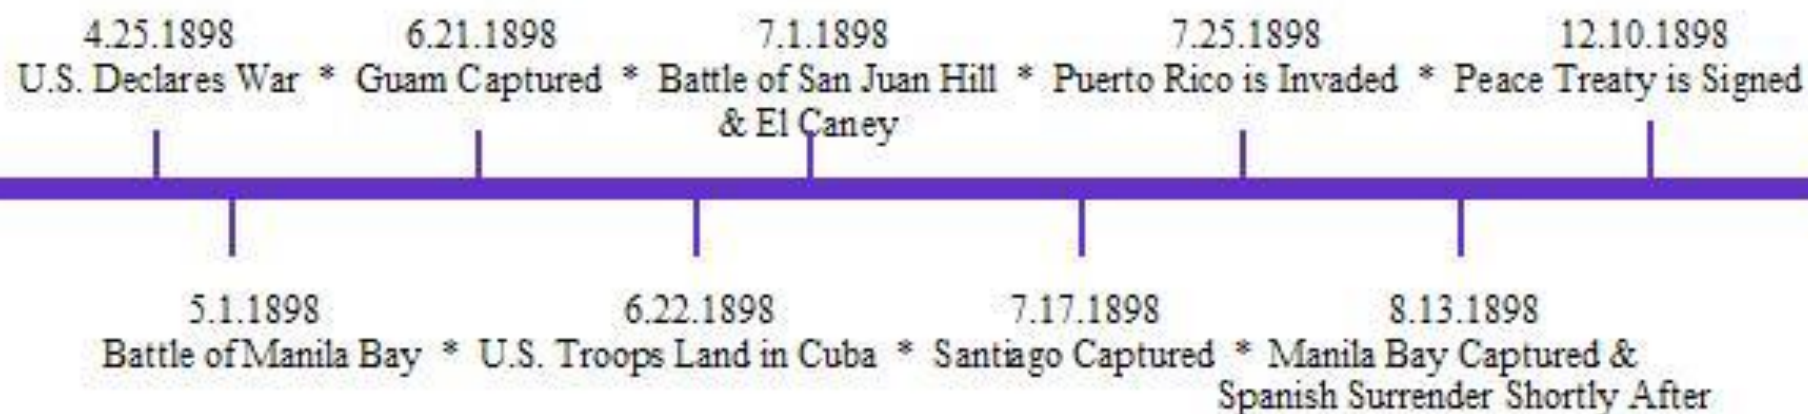 4.25.1898 6.21.1898 7.1.1898 7.25.1898 12.10.1898
U.S. Declares War * Guam Captured * Battle of San Juan Hill * Puerto Rico is Invaded * Peace Treaty is Signed
& El Caney
5.1.1898 6.22.1898 7.17.1898 8.13.1898
Battle of Manila Bay * U.S. Troops Land in Cuba * Santiago Captured * Manila Bay Captured &
Spanish Surrender Shortly After